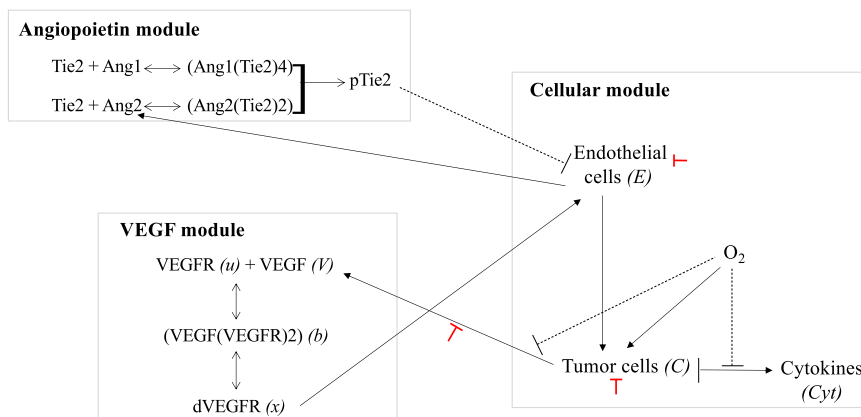 Angiopoietin module
Tie2 + Ang1 (Ang1(Tie2)4)
pTie2
Tie2 + Ang2 (Ang2(Tie2)2)
Cellular module
Endothelial
cells (E)
O2
Tumor cells (C)
Cytokines
(Cyt)
VEGF module
VEGFR (u) + VEGF (V)
(VEGF(VEGFR)2) (b)
dVEGFR (x)